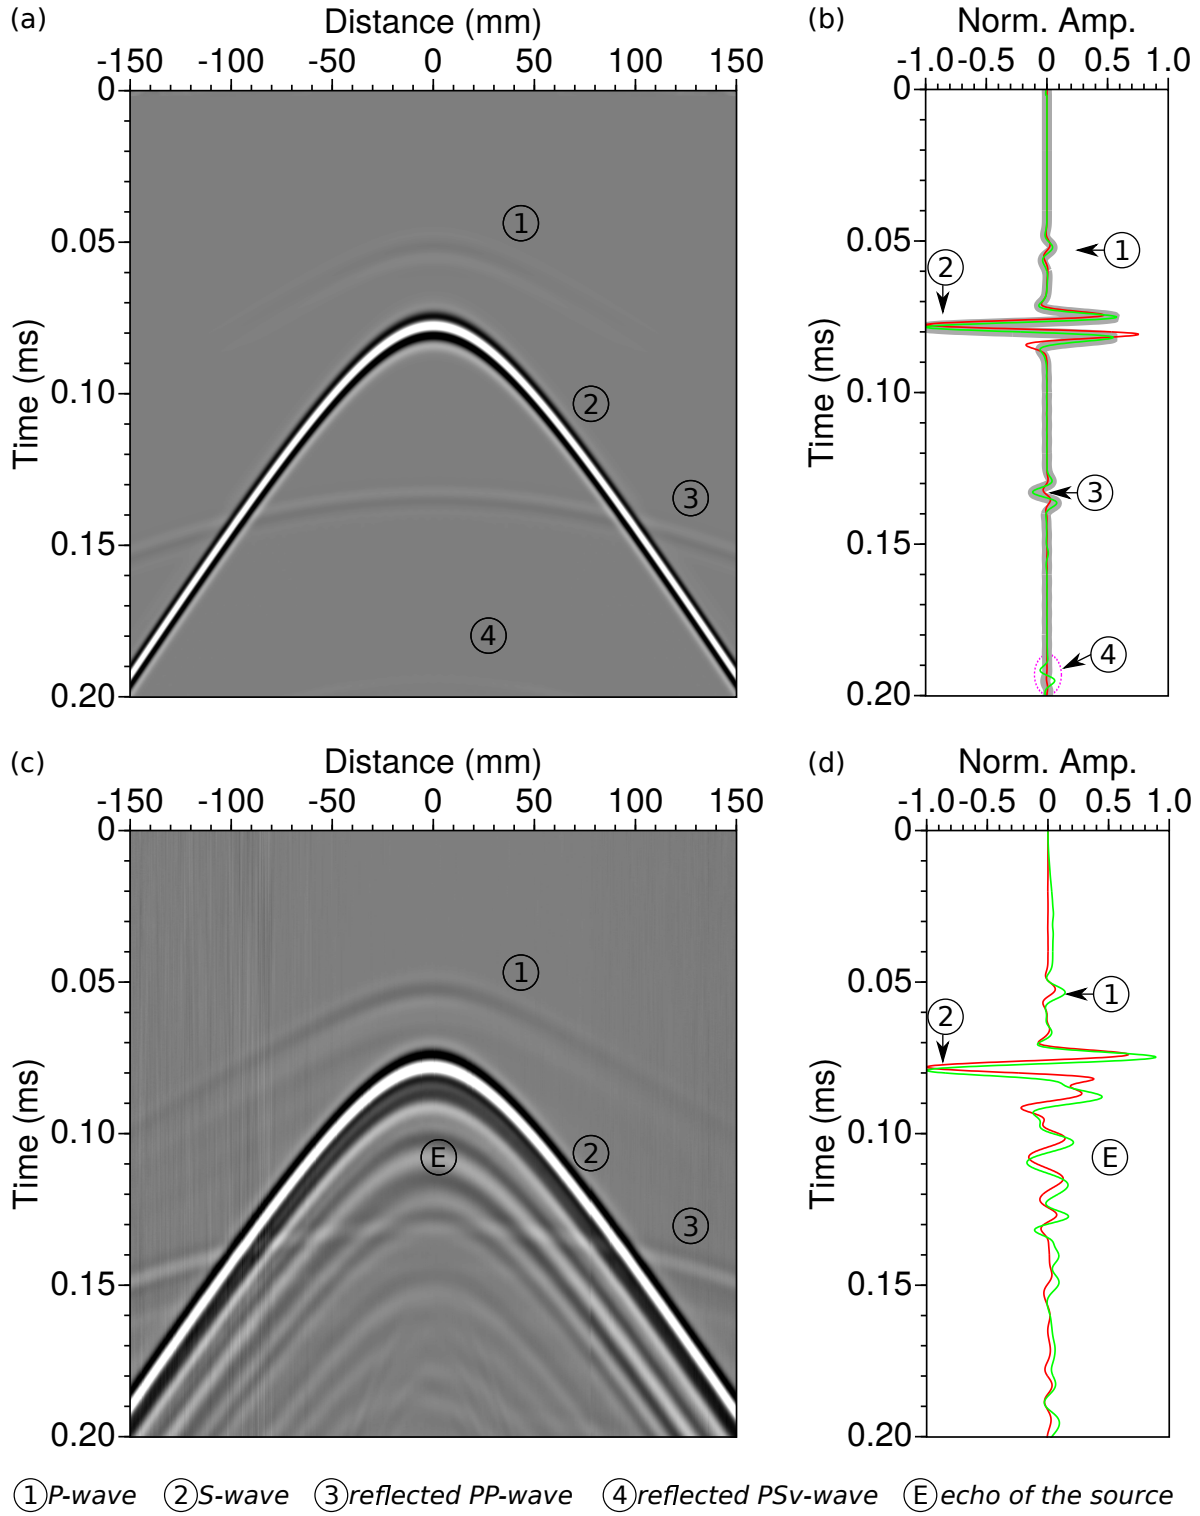 (a)
Distance (mm)
-150 -100 -50 0 50 100 150
0
0.05
0.10
0.15
0.20
Time (ms)
1
2
3
4
(b)
Norm. Amp.
-1.0 -0.5 0 0.5 1.0
0
0.05
0.10
0.15
0.20
Time (ms)
1
2
3
4
(c)
Distance (mm)
-150 -100 -50 0 50 100 150
0
0.05
0.10
0.15
0.20
Time (ms)
1
E
2
3
(d)
Norm. Amp.
-1.0 -0.5 0 0.5 1.0
0
0.05
0.10
0.15
0.20
Time (ms)
1
2
E
1 P-wave 2 S-wave 3 reflected PP-wave 4 reflected PSv-wave E echo of the source